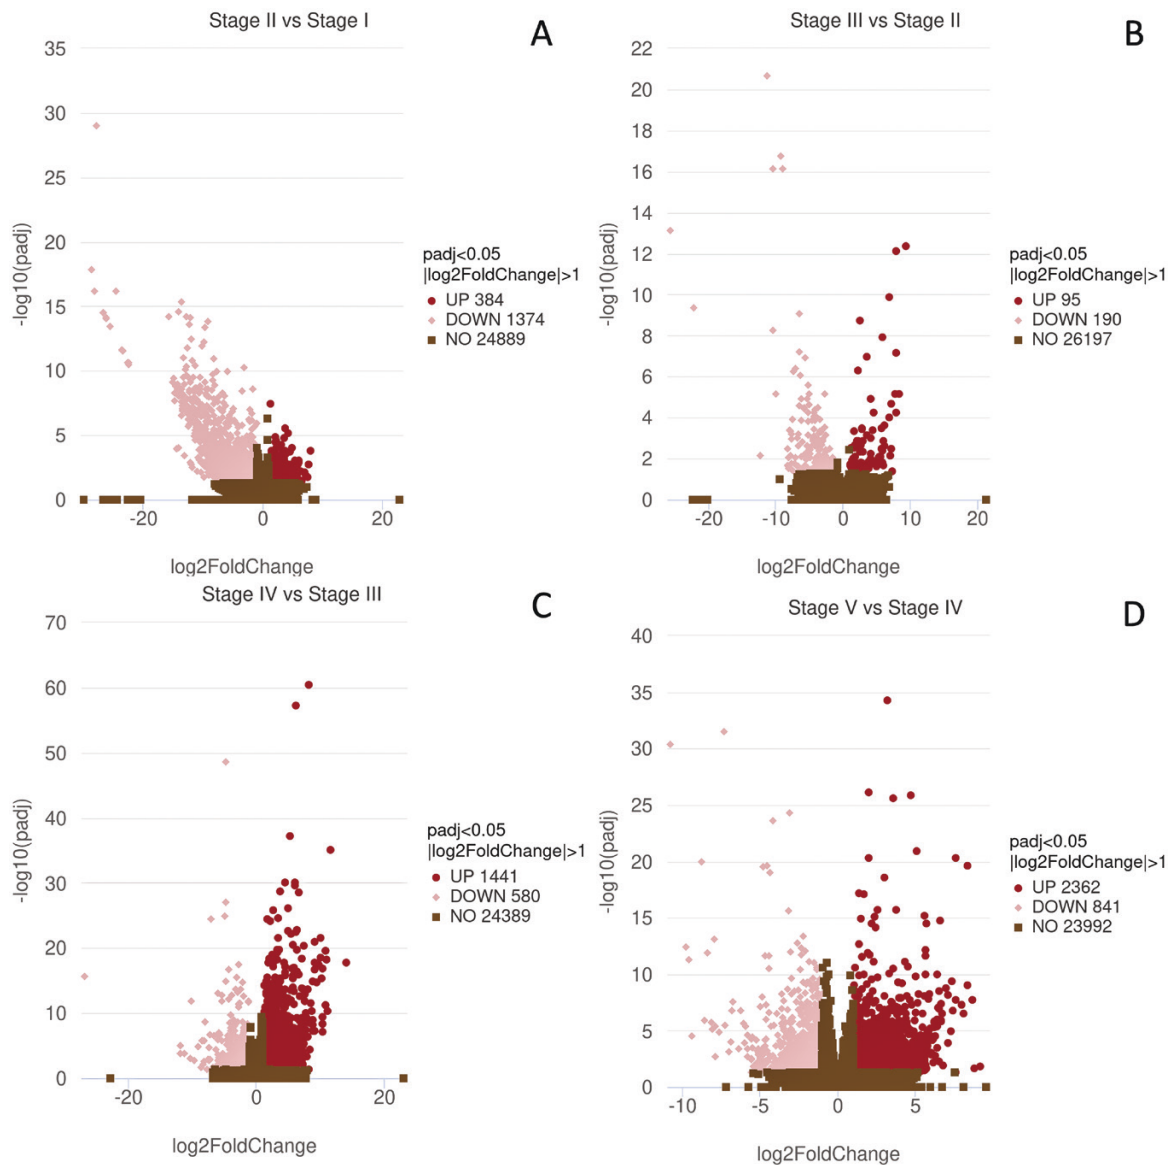 Stage II vs Stage I
A
35
30
25
20
15
10
5
0
-20
0
20
-log10(padj)
log2FoldChange
padj<0.05
|log2FoldChange|>1
UP 384
DOWN 1374
NO 24889
Stage III vs Stage II
B
22
20
18
16
14
12
10
8
6
4
2
0
-20
-10
0
10
20
-log10(padj)
log2FoldChange
padj<0.05
|log2FoldChange|>1
UP 95
DOWN 190
NO 26197
Stage IV vs Stage III
C
70
60
50
40
30
20
10
0
-20
0
20
-log10(padj)
log2FoldChange
padj<0.05
|log2FoldChange|>1
UP 1441
DOWN 580
NO 24389
Stage V vs Stage IV
D
40
35
30
25
20
15
10
5
0
-10
-5
0
5
-log10(padj)
log2FoldChange
padj<0.05
|log2FoldChange|>1
UP 2362
DOWN 841
NO 23992